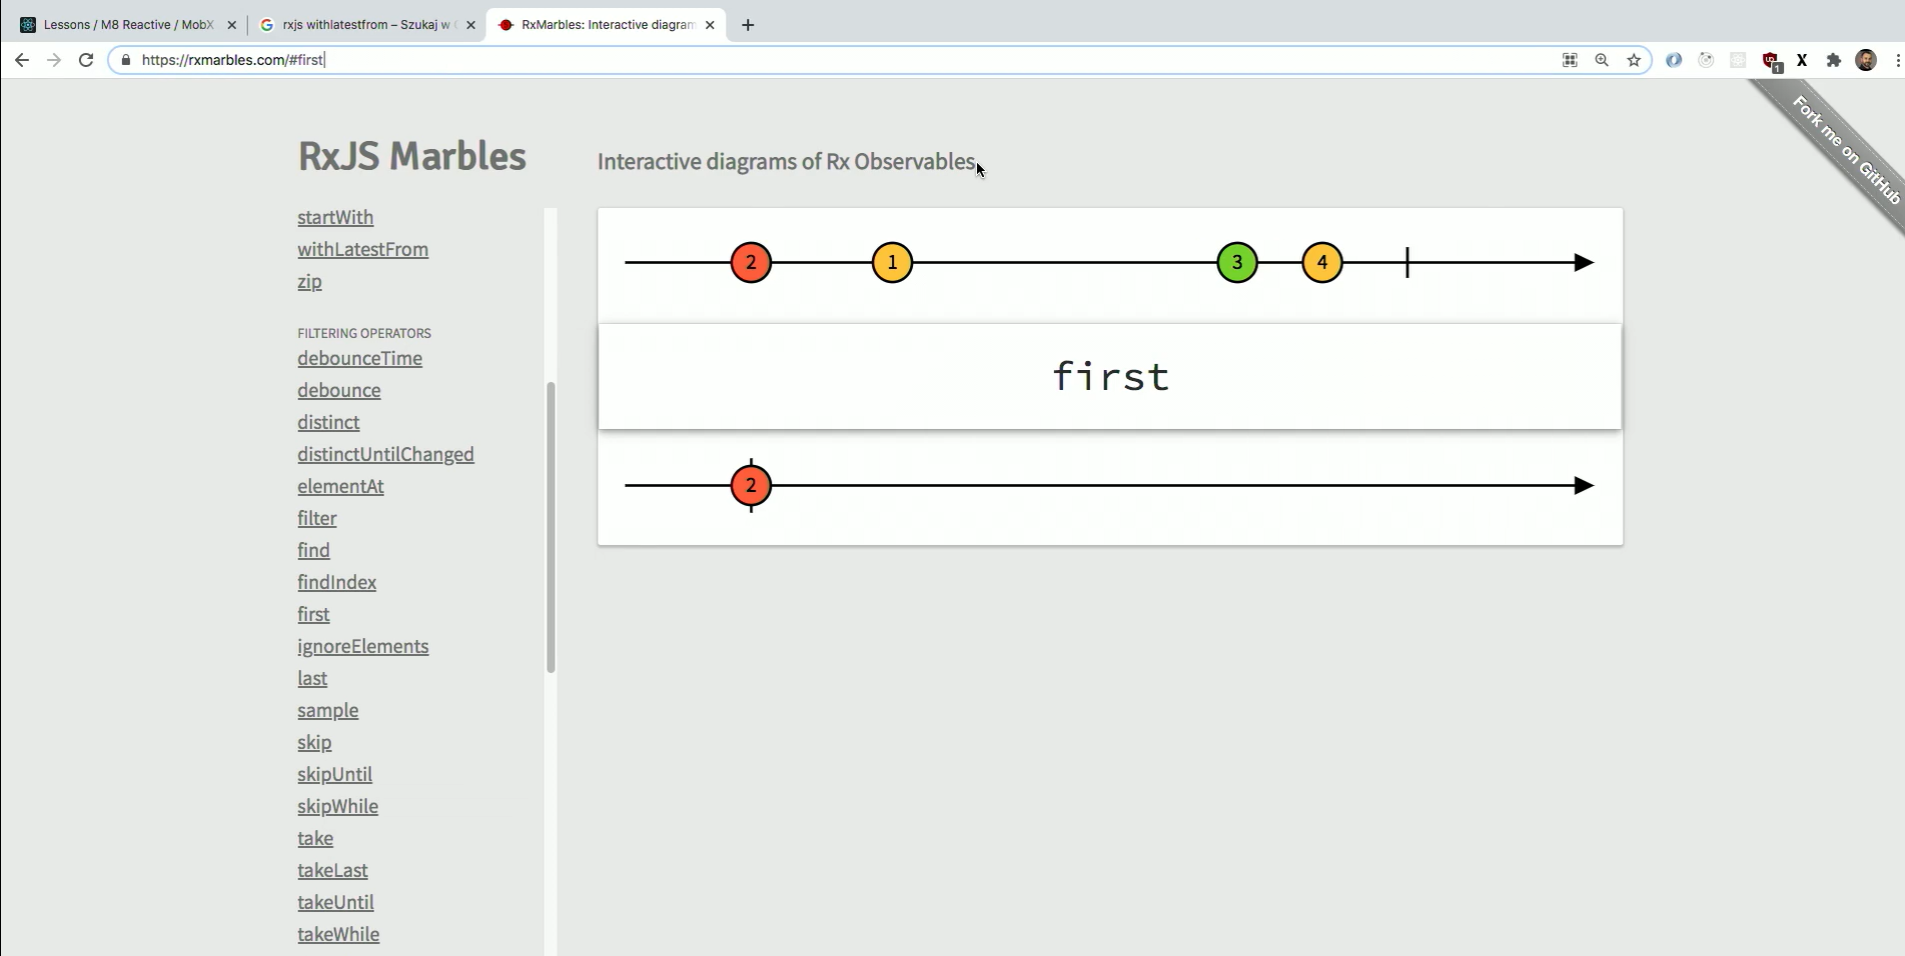 Lessons / M8 Reactive / MobX
rxjs withlatestfrom – Szukaj w
RxMarbles: Interactive diagram
https://rxmarbles.com/#first
1
X
Fork me on GitHub
RxJS Marbles
Interactive diagrams of Rx Observables
startWith
withLatestFrom
zip
FILTERING OPERATORS
debounceTime
debounce
distinct
distinctUntilChanged
elementAt
filter
find
findIndex
first
ignoreElements
last
sample
skip
skipUntil
skipWhile
take
takeLast
takeUntil
takeWhile
2 1 3 4
first
2